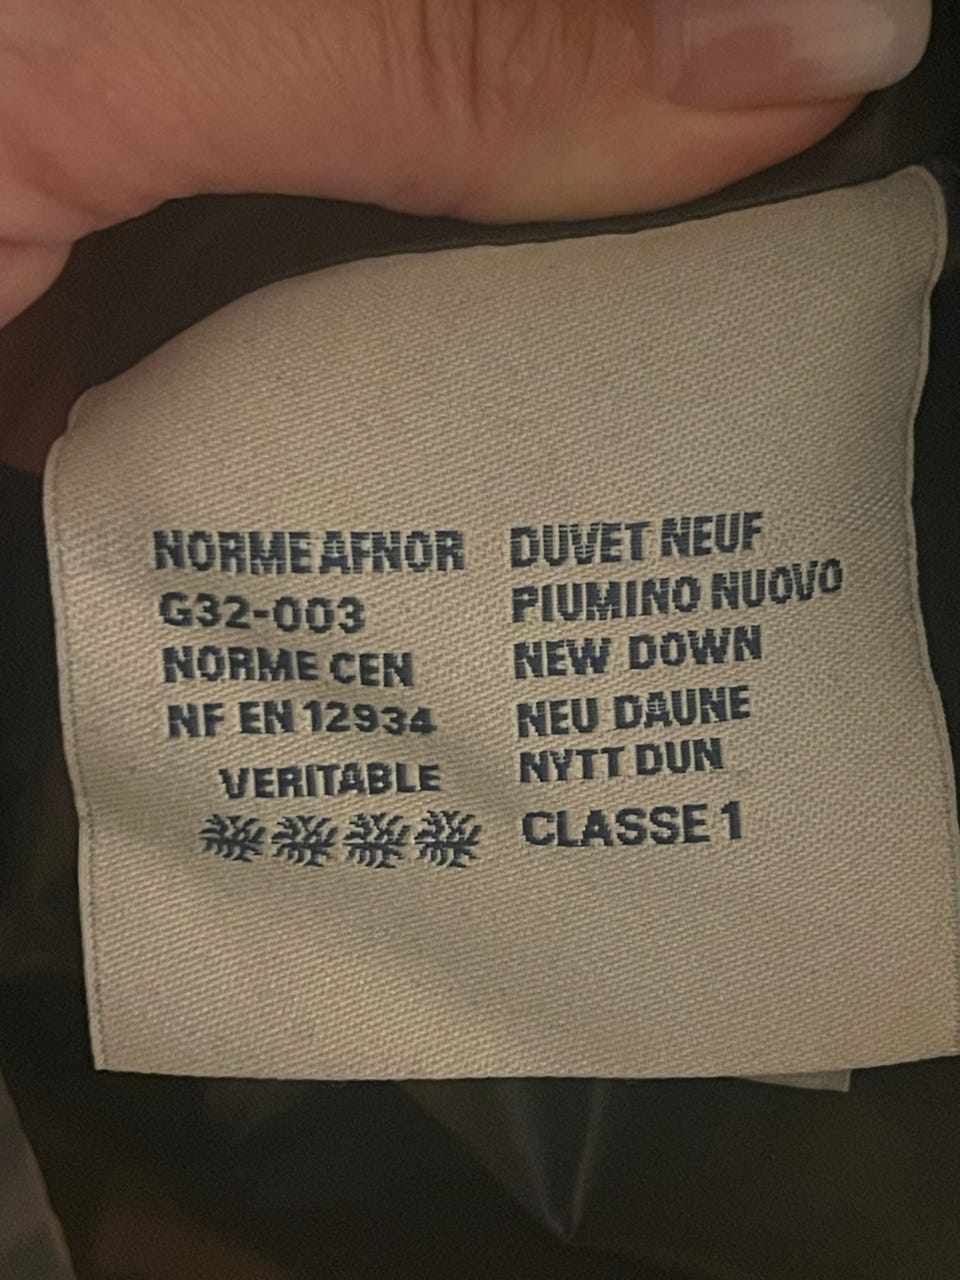 NORME AFNOR
G32-003
NORME CEN
NF EN 12934
VERITABLE
DUVET NEUF
PIUMINO NUOVO
NEW DOWN
NEU DAUNE
NYTT DUN
CLASSE 1